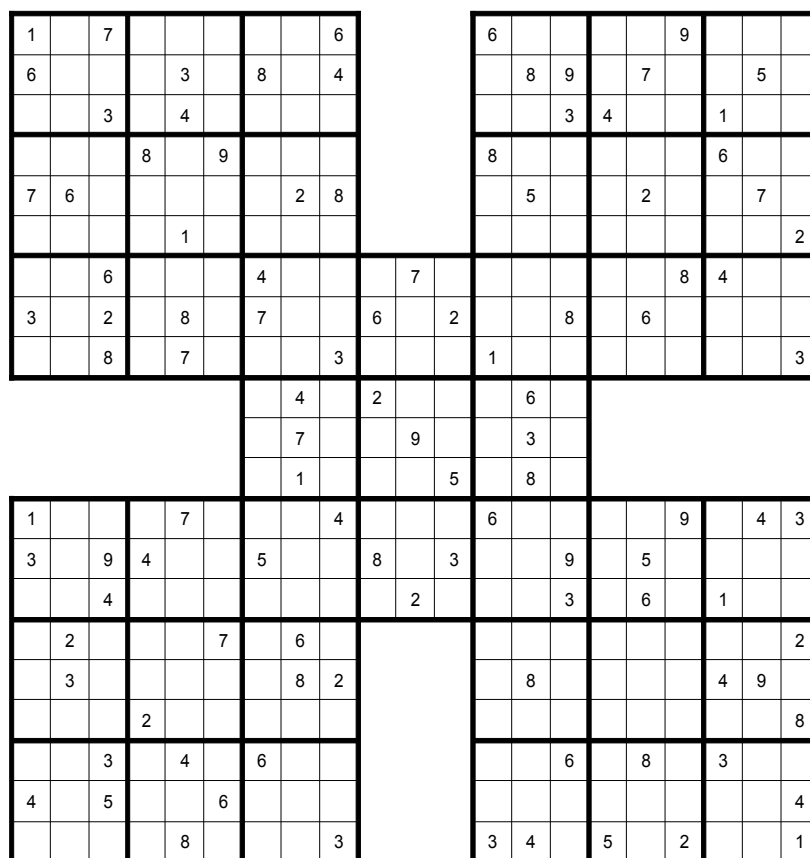 1 7 6 6 9
6 3 8 4 8 9 7 5
3 4 3 4 1
8 9 8 6
7 6 2 8 5 2 7
1 2
6 4 7 8 4
3 2 8 7 6 2 8 6
8 7 3 1 3
4 2 6
7 9 3
1 5 8
1 7 4 6 9 4 3
3 9 4 5 8 3 9 5
4 2 3 6 1
2 7 6 2
3 8 2 8 4 9
2 8
3 4 6 6 8 3
4 5 6 4
8 3 3 4 5 2 1